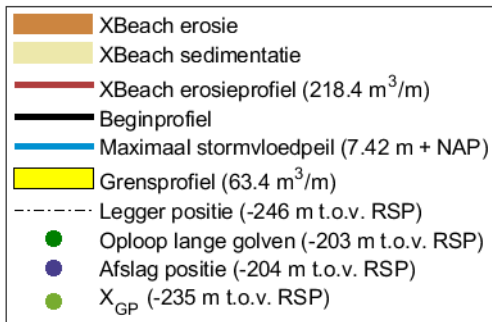 XBeach erosie
XBeach sedimentatie
XBeach erosieprofiel (218.4 m³/m)
Beginprofiel
Maximaal stormvloedpeil (7.42 m + NAP)
Grensprofiel (63.4 m³/m)
Legger positie (-246 m t.o.v. RSP)
Oploop lange golven (-203 m t.o.v. RSP)
Afslag positie (-204 m t.o.v. RSP)
X_GP (-235 m t.o.v. RSP)